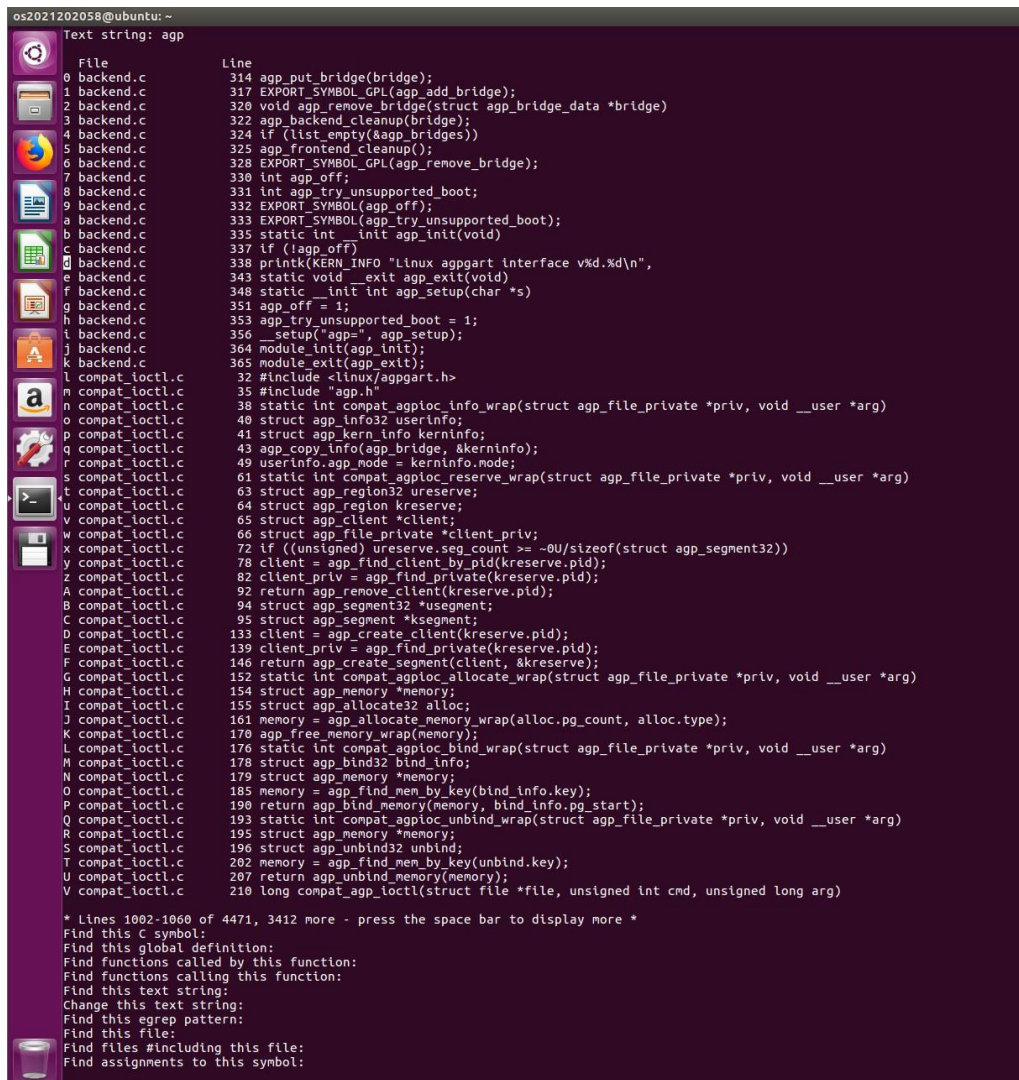 os2021202058@ubuntu: ~
Text string: agp
File Line
0 backend.c 314 agp_put_bridge(bridge);
1 backend.c 317 EXPORT_SYMBOL_GPL(agp_add_bridge);
2 backend.c 320 void agp_remove_bridge(struct agp_bridge_data *bridge)
3 backend.c 322 agp_backend_cleanup(bridge);
4 backend.c 324 if (list_empty(&agp_bridges))
5 backend.c 325 agp_frontend_cleanup();
6 backend.c 328 EXPORT_SYMBOL_GPL(agp_remove_bridge);
7 backend.c 330 int agp_off;
8 backend.c 331 int agp_try_unsupported_boot;
9 backend.c 332 EXPORT_SYMBOL(agp_off);
a backend.c 333 EXPORT_SYMBOL(agp_try_unsupported_boot);
b backend.c 335 static int __init agp_init(void)
c backend.c 337 if (!agp_off)
d backend.c 338 printk(KERN_INFO "Linux agpgart interface v%d.%d\n",
e backend.c 343 static void __exit agp_exit(void)
f backend.c 348 static __init int agp_setup(char *s)
g backend.c 351 agp_off = 1;
h backend.c 353 agp_try_unsupported_boot = 1;
i backend.c 356 __setup("agp=", agp_setup);
j backend.c 364 module_init(agp_init);
k backend.c 365 module_exit(agp_exit);
l compat_ioctl.c 32 #include <linux/agpgart.h>
m compat_ioctl.c 35 #include "agp.h"
n compat_ioctl.c 38 static int compat_agpioc_info_wrap(struct agp_file_private *priv, void __user *arg)
o compat_ioctl.c 40 struct agp_info32 userinfo;
p compat_ioctl.c 41 struct agp_kern_info kerninfo;
q compat_ioctl.c 43 agp_copy_info(agp_bridge, &kerninfo);
r compat_ioctl.c 49 userinfo.agp_mode = kerninfo.mode;
s compat_ioctl.c 61 static int compat_agpioc_reserve_wrap(struct agp_file_private *priv, void __user *arg)
t compat_ioctl.c 63 struct agp_region32 ureserve;
u compat_ioctl.c 64 struct agp_region kreserve;
v compat_ioctl.c 65 struct agp_client *client;
w compat_ioctl.c 66 struct agp_file_private *client_priv;
x compat_ioctl.c 72 if ((unsigned) ureserve.seg_count >= ~0U/sizeof(struct agp_segment32))
y compat_ioctl.c 78 client = agp_find_client_by_pid(kreserve.pid);
z compat_ioctl.c 82 client_priv = agp_find_private(kreserve.pid);
A compat_ioctl.c 92 return agp_remove_client(kreserve.pid);
B compat_ioctl.c 94 struct agp_segment32 *usegment;
C compat_ioctl.c 95 struct agp_segment *ksegment;
D compat_ioctl.c 133 client = agp_create_client(kreserve.pid);
E compat_ioctl.c 139 client_priv = agp_find_private(kreserve.pid);
F compat_ioctl.c 146 return agp_create_segment(client, &kreserve);
G compat_ioctl.c 152 static int compat_agpioc_allocate_wrap(struct agp_file_private *priv, void __user *arg)
H compat_ioctl.c 154 struct agp_memory *memory;
I compat_ioctl.c 155 struct agp_allocate32 alloc;
J compat_ioctl.c 161 memory = agp_allocate_memory_wrap(alloc.pg_count, alloc.type);
K compat_ioctl.c 170 agp_free_memory_wrap(memory);
L compat_ioctl.c 176 static int compat_agpioc_bind_wrap(struct agp_file_private *priv, void __user *arg)
M compat_ioctl.c 178 struct agp_bind32 bind_info;
N compat_ioctl.c 179 struct agp_memory *memory;
O compat_ioctl.c 185 memory = agp_find_mem_by_key(bind_info.key);
P compat_ioctl.c 190 return agp_bind_memory(memory, bind_info.pg_start);
Q compat_ioctl.c 193 static int compat_agpioc_unbind_wrap(struct agp_file_private *priv, void __user *arg)
R compat_ioctl.c 195 struct agp_memory *memory;
S compat_ioctl.c 196 struct agp_unbind32 unbind;
T compat_ioctl.c 202 memory = agp_find_mem_by_key(unbind.key);
U compat_ioctl.c 207 return agp_unbind_memory(memory);
V compat_ioctl.c 210 long compat_agp_ioctl(struct file *file, unsigned int cmd, unsigned long arg)
* Lines 1002-1060 of 4471, 3412 more - press the space bar to display more *
Find this C symbol:
Find this global definition:
Find functions called by this function:
Find functions calling this function:
Find this text string:
Change this text string:
Find this egrep pattern:
Find this file:
Find files #including this file:
Find assignments to this symbol: